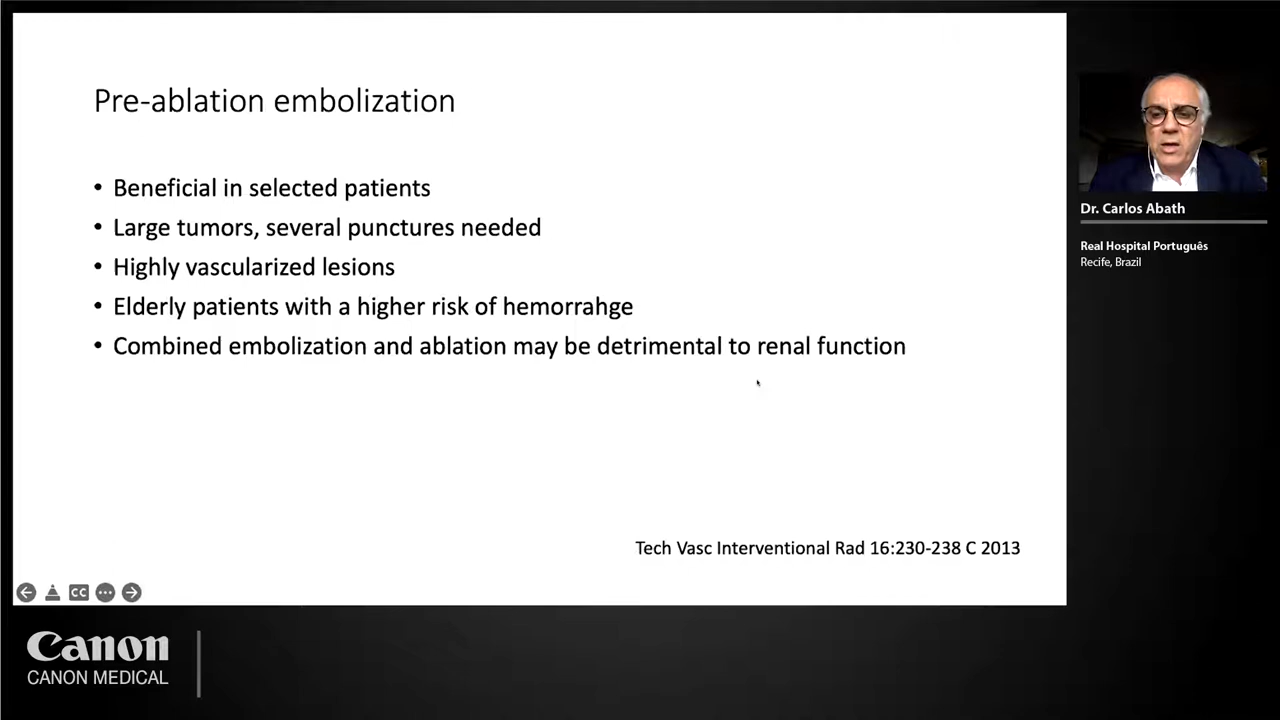 Pre-ablation embolization
• Beneficial in selected patients
• Large tumors, several punctures needed
• Highly vascularized lesions
• Elderly patients with a higher risk of hemorrahge
• Combined embolization and ablation may be detrimental to renal function
Tech Vasc Interventional Rad 16:230-238 C 2013
CC
Dr. Carlos Abath
Real Hospital Português
Recife, Brazil
Canon
CANON MEDICAL